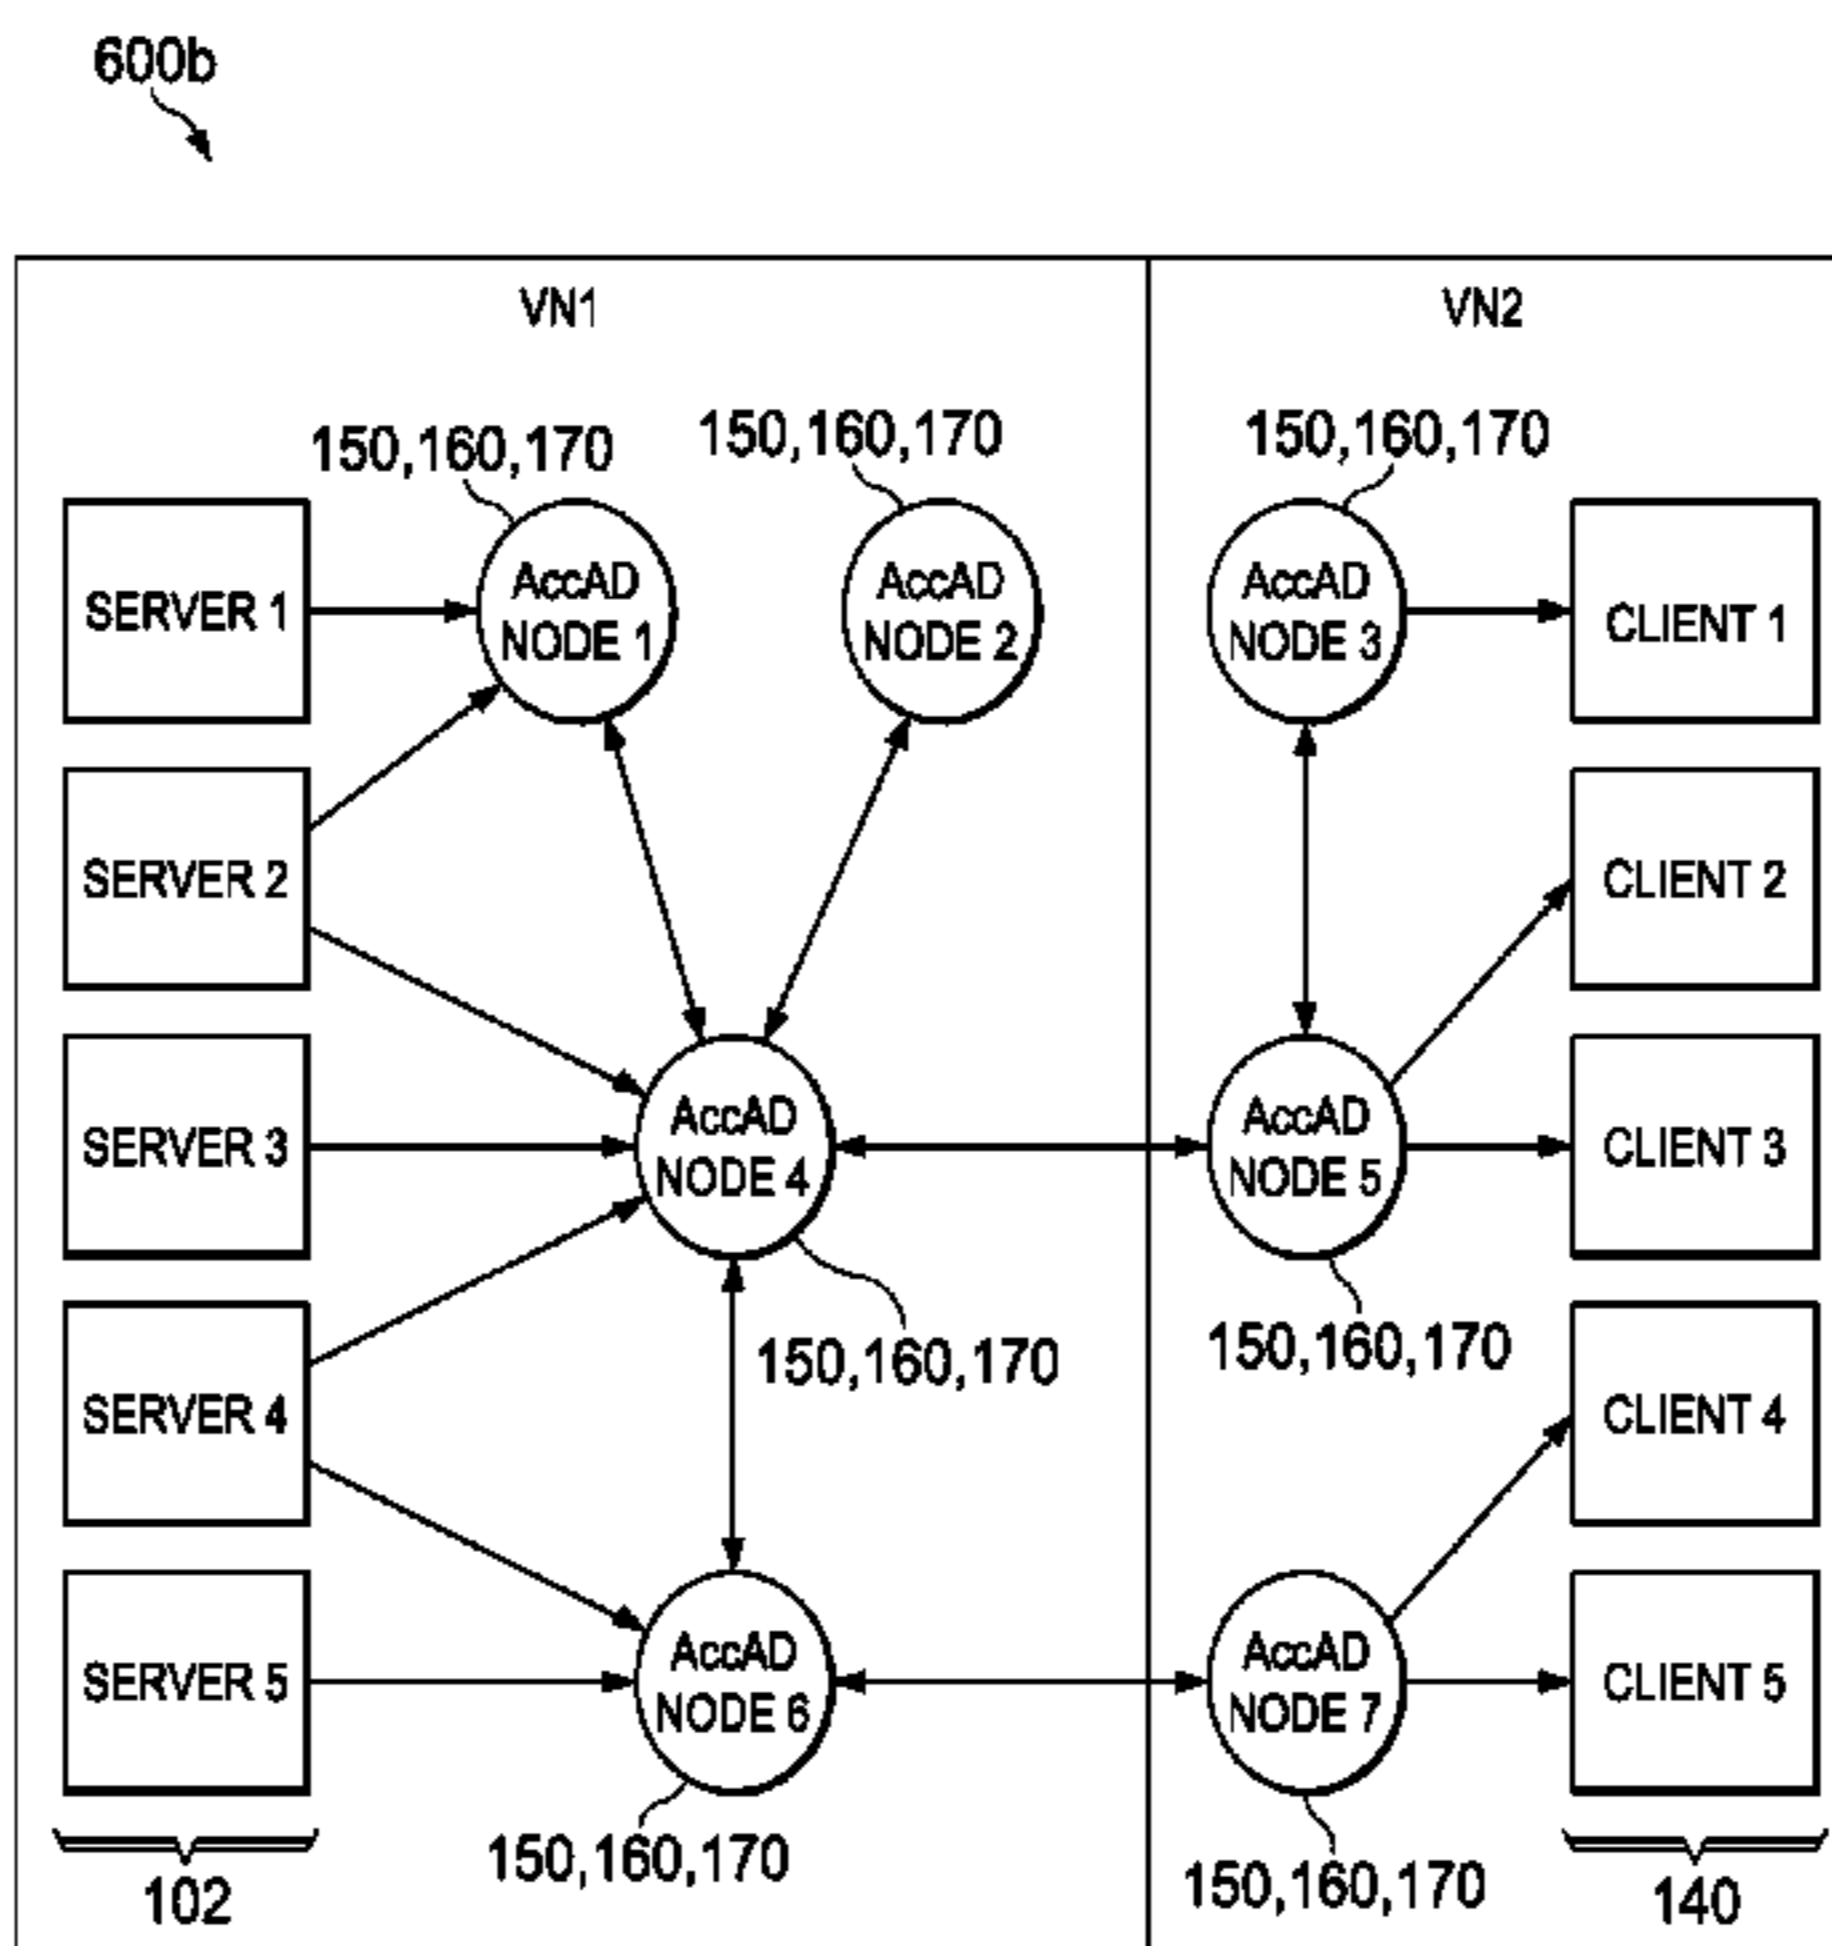 600b
VN1
VN2
150,160,170
150,160,170
150,160,170
SERVER 1
AccAD
NODE 1
AccAD
NODE 2
AccAD
NODE 3
CLIENT 1
SERVER 2
CLIENT 2
SERVER 3
AccAD
NODE 4
AccAD
NODE 5
CLIENT 3
150,160,170
150,160,170
SERVER 4
CLIENT 4
SERVER 5
AccAD
NODE 6
AccAD
NODE 7
CLIENT 5
150,160,170
150,160,170
102
140